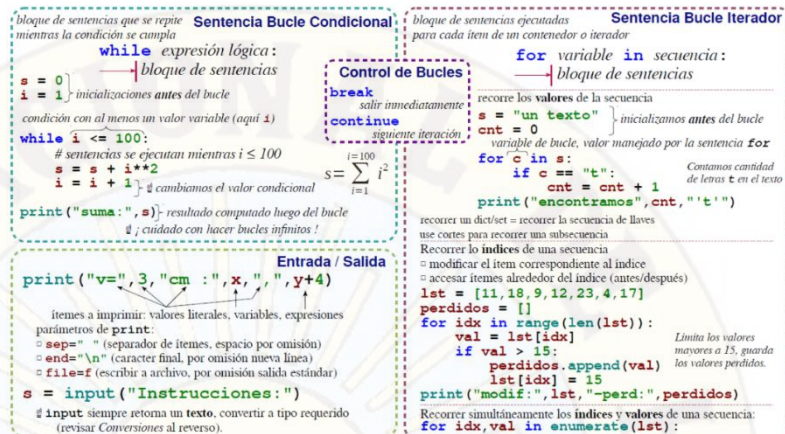 bloque de sentencias que se repite
mientras la condición se cumpla
Sentencia Bucle Condicional
while expresión lógica:
bloque de sentencias
s = 0
i = 1
inicializaciones antes del bucle
condición con al menos un valor variable (aquí i)
while i <= 100:
# sentencias se ejecutan mientras i ≤ 100
s = s + i**2
i = i + 1
☝ cambiamos el valor condicional
s= ∑ i²
i=100
i=1
print("suma:",s)
resultado computado luego del bucle
☝ ¡ cuidado con hacer bucles infinitos !
Control de Bucles
break
salir inmediatamente
continue
siguiente iteración
Entrada / Salida
print("v=",3,"cm :",x,",",y+4)
ítems a imprimir: valores literales, variables, expresiones
parámetros de print:
▫ sep=" " (separador de ítemes, espacio por omisión)
▫ end="\n" (caracter final, por omisión nueva línea)
▫ file=f (escribir a archivo, por omisión salida estándar)
s = input("Instrucciones:")
☝ input siempre retorna un texto, convertir a tipo requerido
(revisar Conversiones al reverso).
bloque de sentencias ejecutadas
para cada ítem de un contenedor o iterador
Sentencia Bucle Iterador
for variable in secuencia:
bloque de sentencias
recorre los valores de la secuencia
s = "un texto"
cnt = 0
inicializamos antes del bucle
variable de bucle, valor manejado por la sentencia for
for c in s:
if c == "t":
cnt = cnt + 1
Contamos cantidad
de letras t en el texto
print("encontramos",cnt,"'t'")
recorrer un dict/set = recorrer la secuencia de llaves
use cortes para recorrer una subsecuencia
Recorrer lo índices de una secuencia
▫ modificar el ítem correspondiente al índice
▫ accesar ítemes alrededor del índice (antes/después)
lst = [11,18,9,12,23,4,17]
perdidos = []
for idx in range(len(lst)):
val = lst[idx]
if val > 15:
perdidos.append(val)
lst[idx] = 15
Limita los valores
mayores a 15, guarda
los valores perdidos.
print("modif:",lst,"-perd:",perdidos)
Recorrer simultáneamente los índices y valores de una secuencia:
for idx,val in enumerate(lst):